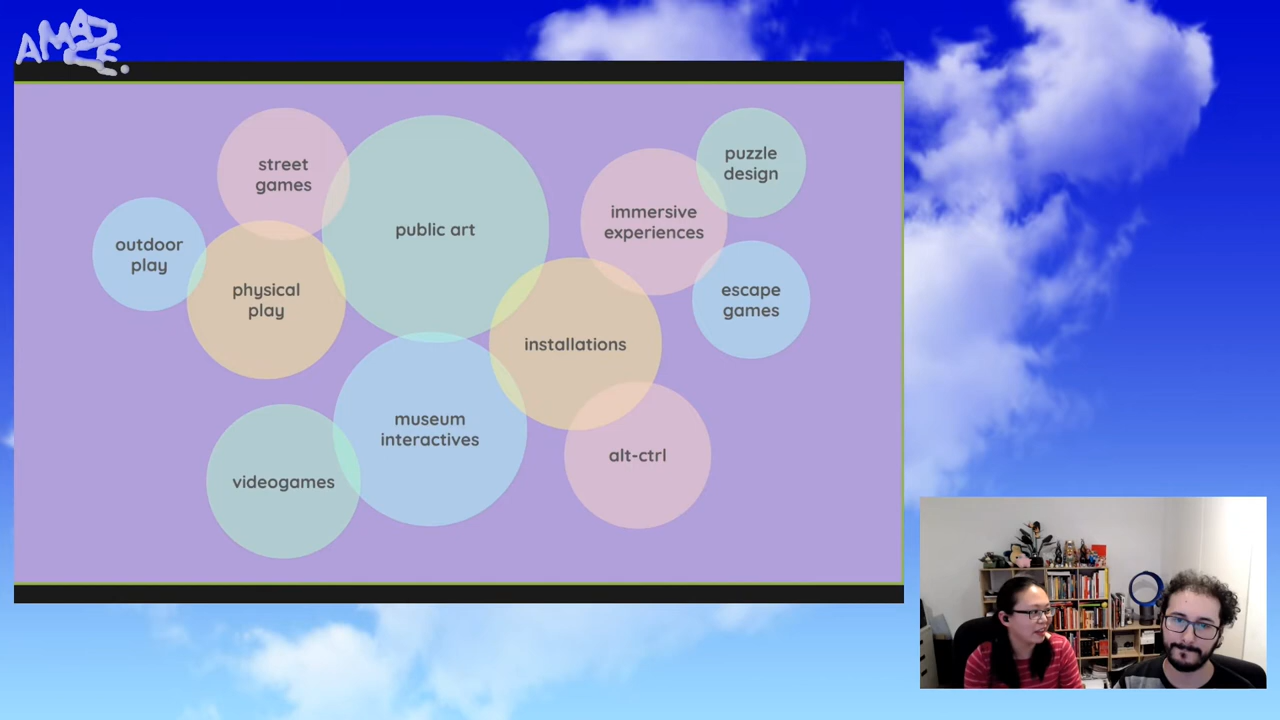 AMAZE.
street
games
puzzle
design
public art
immersive
experiences
outdoor
play
physical
play
escape
games
installations
museum
interactives
alt-ctrl
videogames